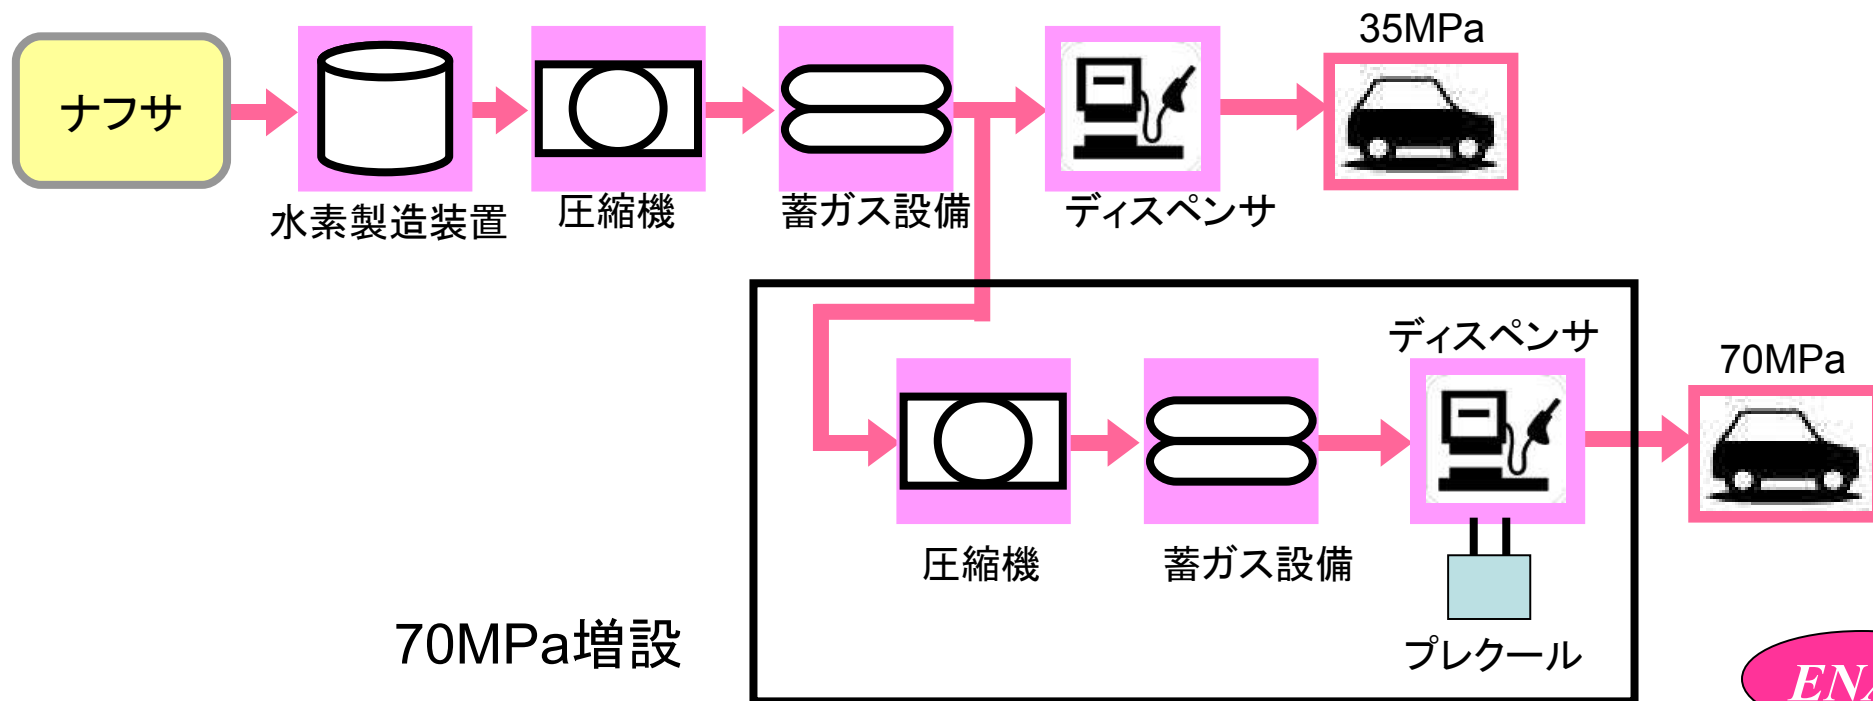 35MPa
ナフサ
水素製造装置
圧縮機
蓄ガス設備
ディスペンサ
ディスペンサ
70MPa
圧縮機
蓄ガス設備
プレクール
70MPa増設